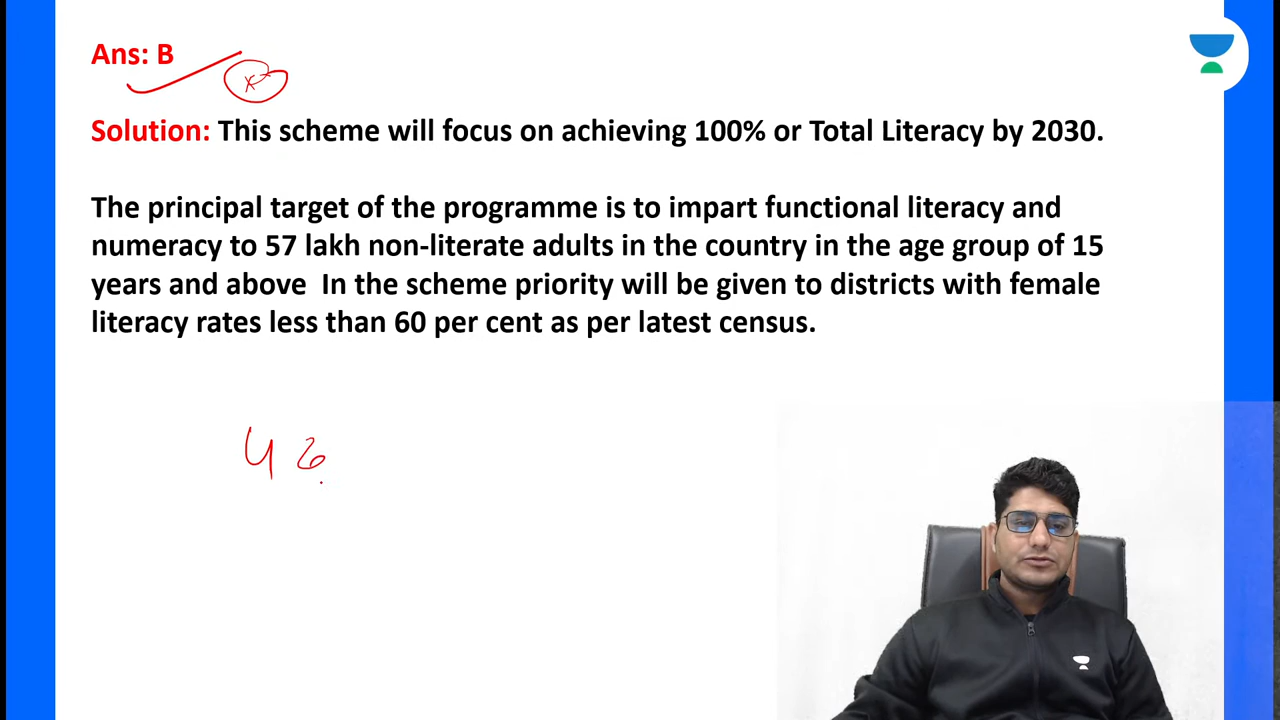 Ans: B
Solution: This scheme will focus on achieving 100% or Total Literacy by 2030.
The principal target of the programme is to impart functional literacy and
numeracy to 57 lakh non-literate adults in the country in the age group of 15
years and above In the scheme priority will be given to districts with female
literacy rates less than 60 per cent as per latest census.